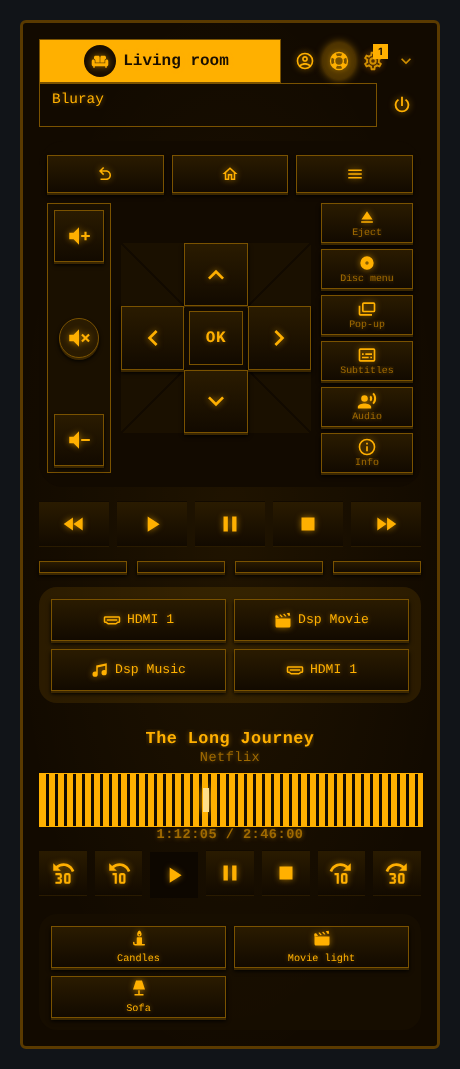 Living room
1
Bluray
Eject
Disc menu
OK
Pop-up
Subtitles
Audio
Info
HDMI 1
Dsp Movie
Dsp Music
HDMI 1
The Long Journey
Netflix
1:12:05 / 2:46:00
30
10
10
30
Candles
Movie light
Sofa